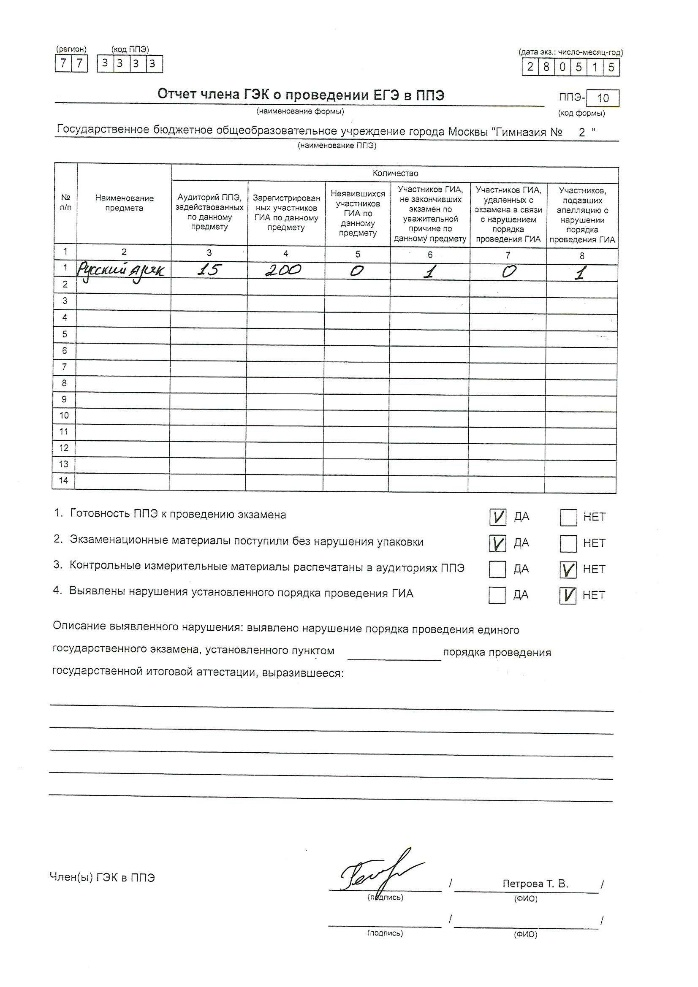 (регион) (код ППЭ) (дата экз.: число-месяц-год)
7 7 3 3 3 3 2 8 0 5 1 5
Отчет члена ГЭК о проведении ЕГЭ в ППЭ ППЭ- 10
(наименование формы) (код формы)
Государственное бюджетное общеобразовательное учреждение города Москвы "Гимназия № 2 "
(наименование ППЭ)
№ п/п
Наименование предмета
Количество
Аудиторий ППЭ, задействованных по данному предмету
Зарегистрирован ных участников ГИА по данному предмету
Неявившихся участников ГИА по данному предмету
Участников ГИА, не закончивших экзамен по уважительной причине по данному предмету
Участников ГИА, удаленных с экзамена в связи с нарушением порядка проведения ГИА
Участников, подавших апелляцию о нарушении порядка проведения ГИА
1 2 3 4 5 6 7 8
1 Русский 15 200 0 1 0 1
2
3
4
5
6
7
8
9
10
11
12
13
14
1. Готовность ППЭ к проведению экзамена V ДА НЕТ
2. Экзаменационные материалы поступили без нарушения упаковки V ДА НЕТ
3. Контрольные измерительные материалы распечатаны в аудиториях ППЭ ДА V НЕТ
4. Выявлены нарушения установленного порядка проведения ГИА ДА V НЕТ
Описание выявленного нарушения: выявлено нарушение порядка проведения единого
государственного экзамена, установленного пунктом порядка проведения
государственной итоговой аттестации, выразившееся:
Член(ы) ГЭК в ППЭ / Петрова Т. В. /
(подпись) (ФИО)
/ /
(подпись) (ФИО)